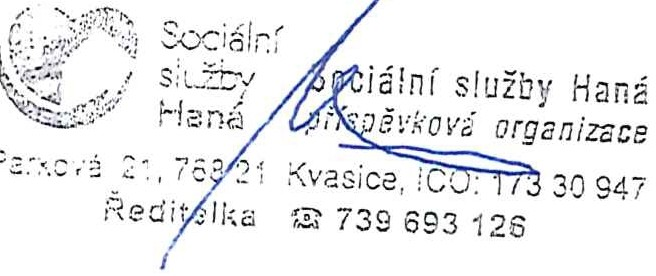 Sociální
služby
Haná
Sociální služby Haná
příspěvková organizace
Parková 21, 768 21 Kvasice, IČO: 173 30 947
Ředitelka ☎ 739 693 126